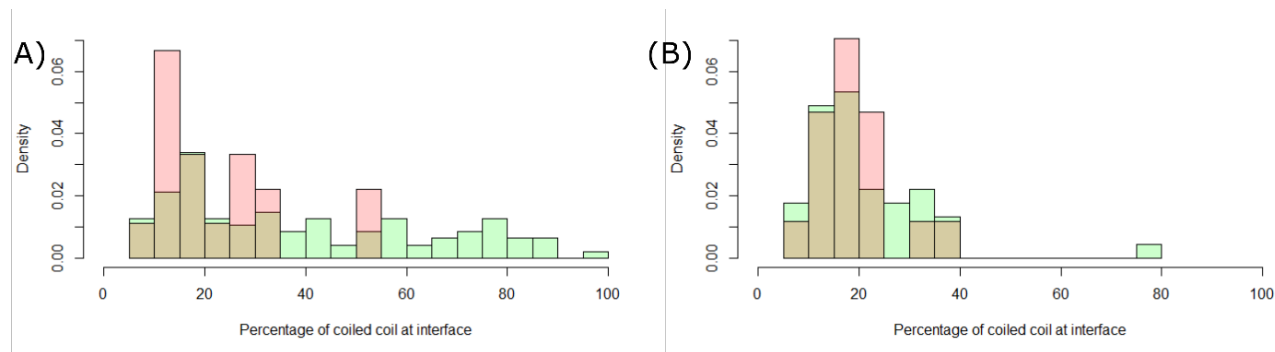 A)
Density
0.00 0.02 0.04 0.06
0 20 40 60 80 100
Percentage of coiled coil at interface
(B)
Density
0.00 0.02 0.04 0.06
0 20 40 60 80 100
Percentage of coiled coil at interface